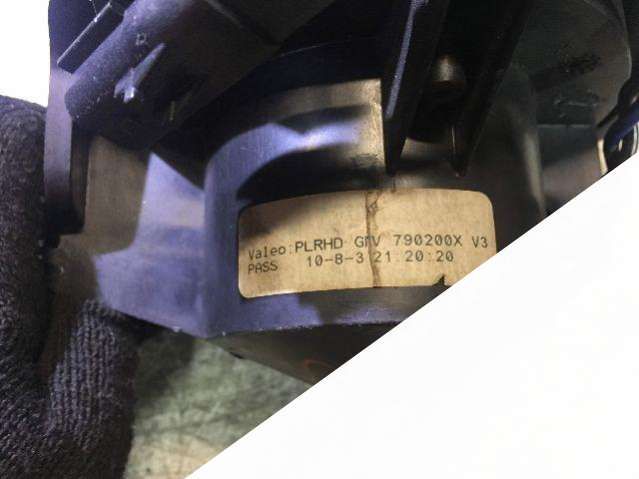 Valeo:PLRHD GMV 790200X V3
PASS 10-8-3 21:20:20